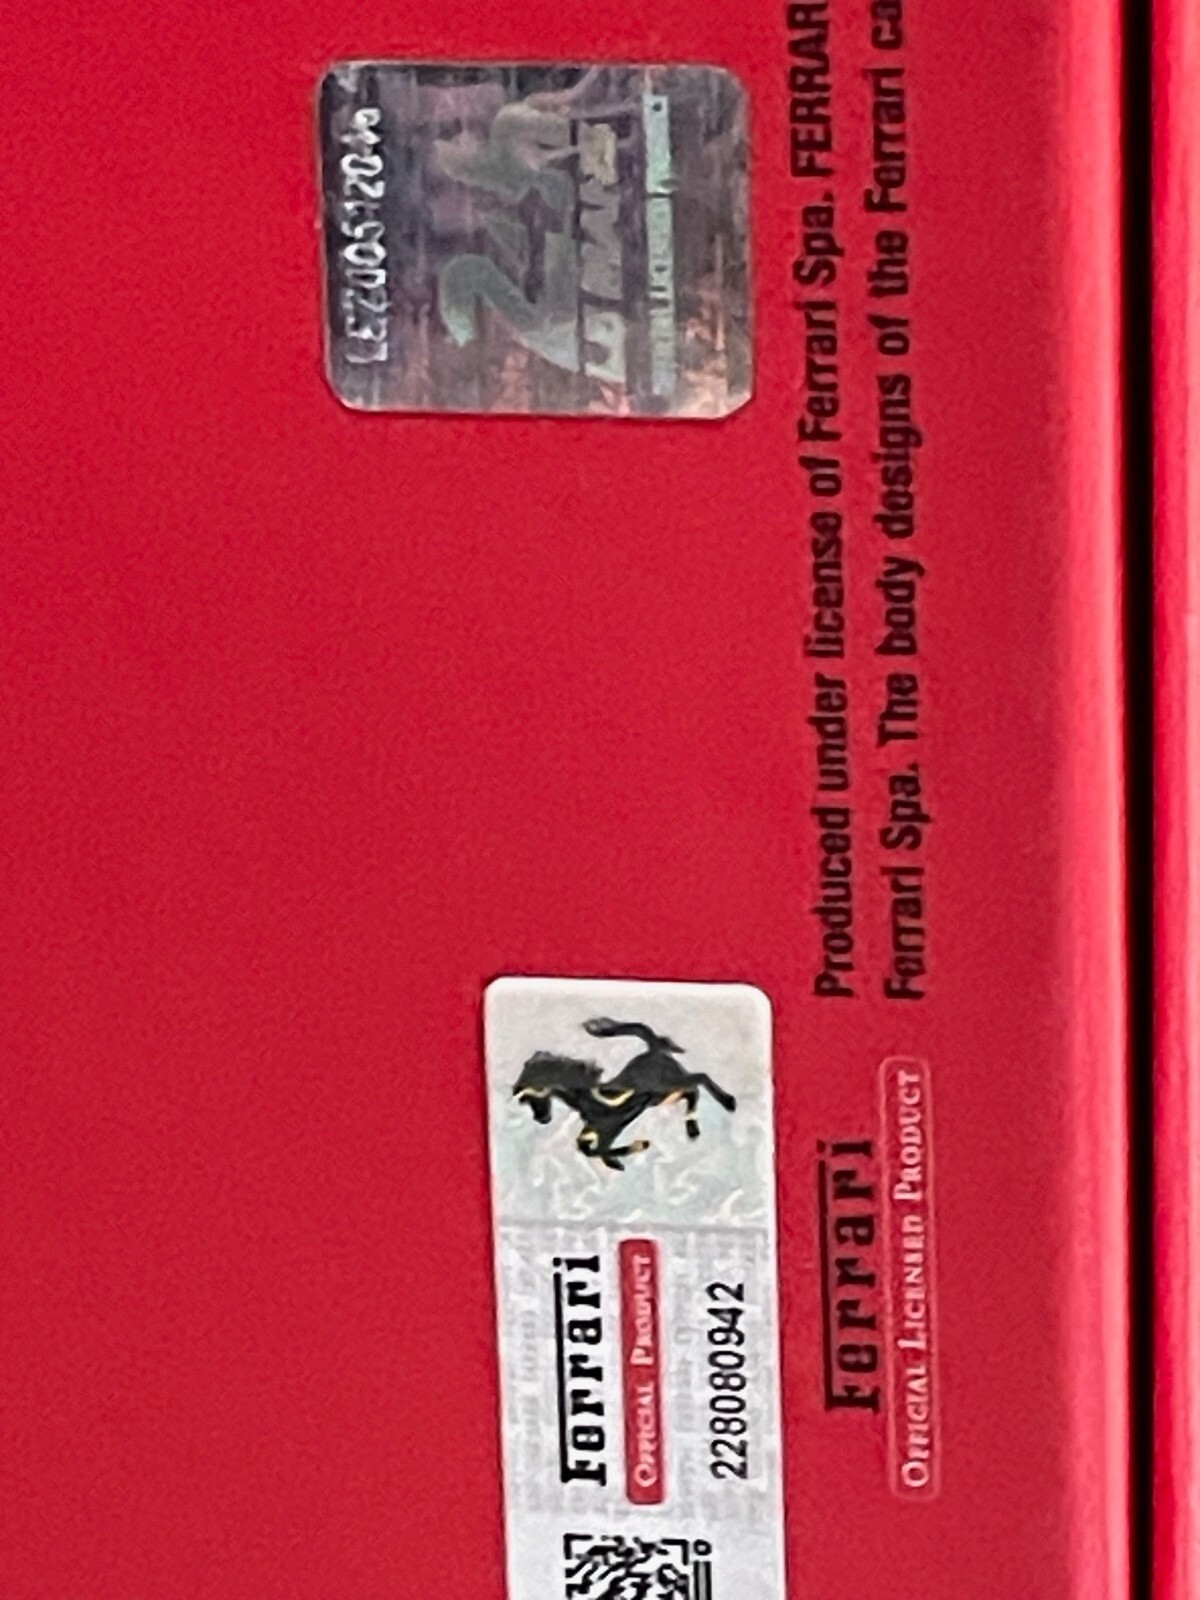 Produced under license of Ferrari Spa. FERRAR
Ferrari Spa. The body designs of the Ferrari ca
Ferrari
OFFICIAL LICENSED PRODUCT
Ferrari
OFFICIAL PRODUCT
228080942